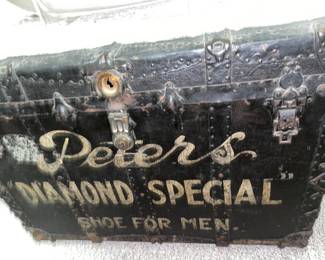 Peters
"DIAMOND SPECIAL"
SHOE FOR MEN